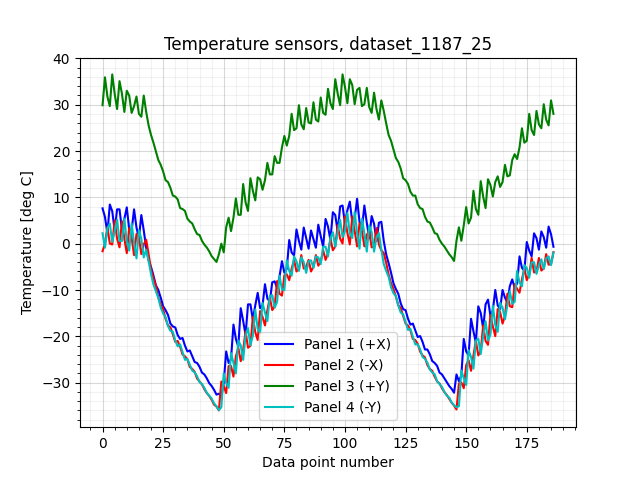 Temperature sensors, dataset_1187_25
Temperature [deg C]
40
30
20
10
0
−10
−20
−30
Panel 1 (+X)
Panel 2 (-X)
Panel 3 (+Y)
Panel 4 (-Y)
0 25 50 75 100 125 150 175
Data point number